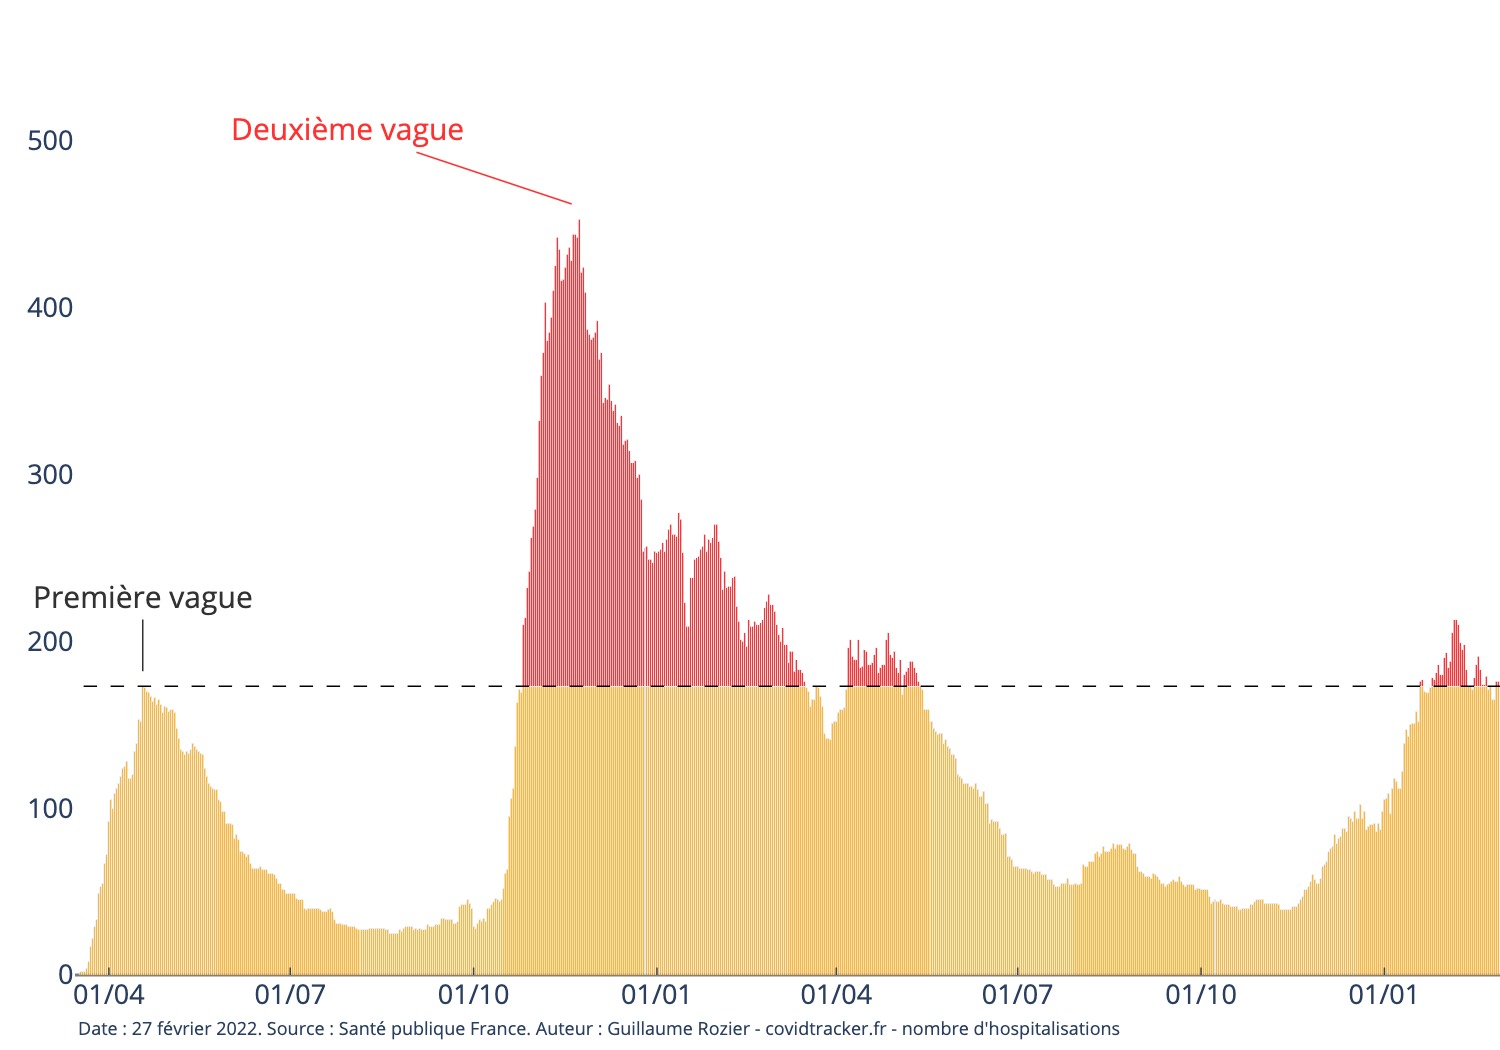 Deuxième vague
500
400
300
Première vague
200
100
0
01/04 01/07 01/10 01/01 01/04 01/07 01/10 01/01
Date : 27 février 2022. Source : Santé publique France. Auteur : Guillaume Rozier - covidtracker.fr - nombre d'hospitalisations